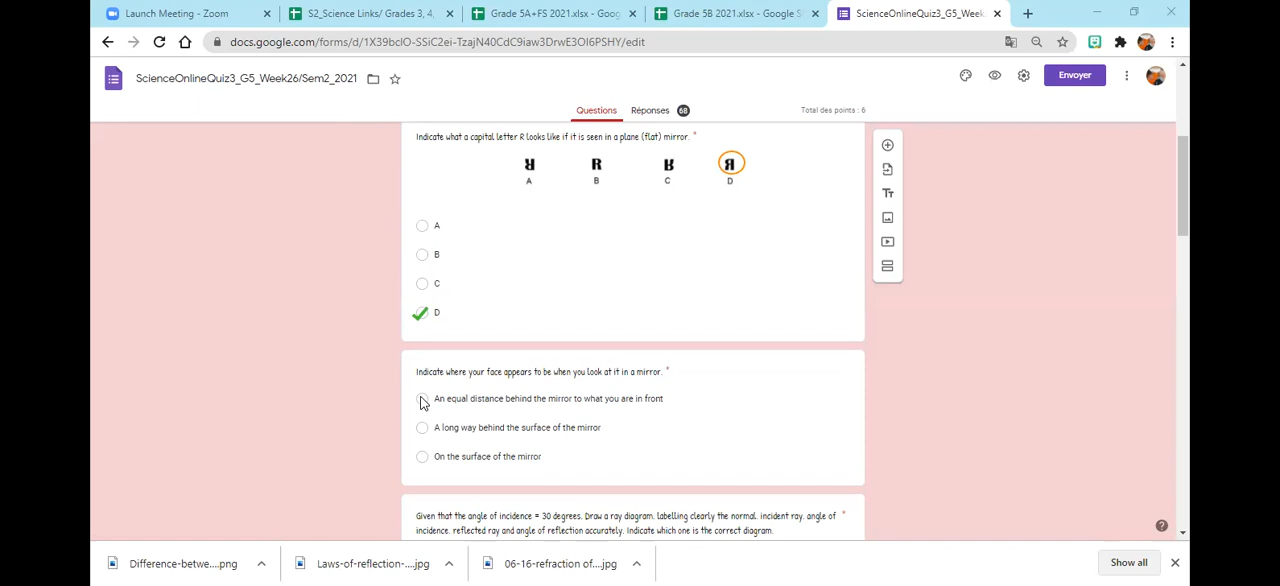 Launch Meeting - Zoom
S2_Science Links/ Grades 3, 4,
Grade 5A+FS 2021.xlsx - Goog
Grade 5B 2021.xlsx - Google S
ScienceOnlineQuiz3_G5_Week
docs.google.com/forms/d/1X39bclO-SSiC2ei-TzajN40CdC9iaw3DrwE3OI6PSHY/edit
ScienceOnlineQuiz3_G5_Week26/Sem2_2021
Envoyer
Questions
Réponses 68
Total des points : 6
Indicate what a capital letter R looks like if it is seen in a plane (flat) mirror. *
R
A B C D
A
B
C
D
Indicate where your face appears to be when you look at it in a mirror. *
An equal distance behind the mirror to what you are in front
A long way behind the surface of the mirror
On the surface of the mirror
Given that the angle of incidence = 30 degrees. Draw a ray diagram, labelling clearly the normal, incident ray, angle of *
incidence, reflected ray and angle of reflection accurately. Indicate which one is the correct diagram.
Difference-betwe....png
Laws-of-reflection-....jpg
06-16-refraction of....jpg
Show all